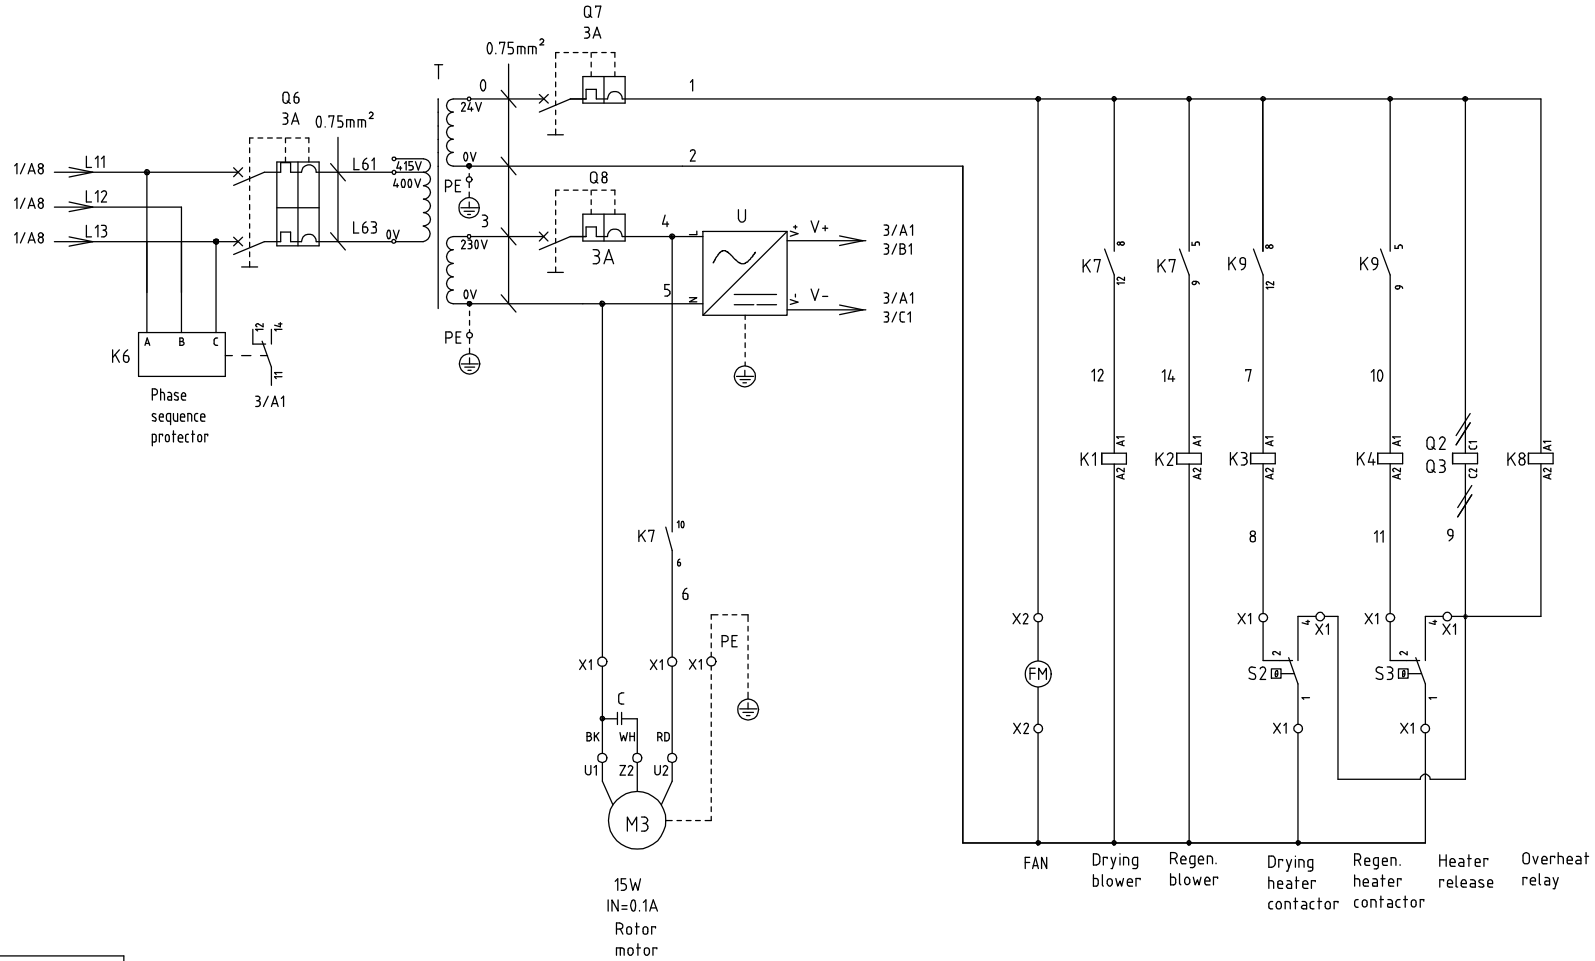 Q7
3A
0.75mm²
T
0
24V
1
Q6
3A
0.75mm²
0V
2
1/A8
L11
L61
415V
400V
PE
Q8
1/A8
L12
3
4
U
L63
0V
230V
L
V+
V+
3/A1
3/B1
1/A8
L13
3A
0V
5
N
V-
V-
3/A1
3/C1
PE
K6
A
B
C
12
14
11
3/A1
Phase
sequence
protector
K7
8
12
K7
5
9
K9
8
12
K9
5
9
12
14
7
10
K1
A1
A2
K2
A1
A2
K3
A1
A2
K4
A1
A2
Q2
Q3
C1
C2
K8
A1
A2
K7
10
6
6
8
11
9
X2
X1
4
X1
X1
4
X1
X1
X1
X1
PE
FM
S2
2
1
S3
2
1
X2
X1
X1
C
BK
WH
RD
U1
Z2
U2
M3
15W
IN=0.1A
Rotor
motor
FAN
Drying
blower
Regen.
blower
Drying
heater
contactor
Regen.
heater
contactor
Heater
release
Overheat
relay